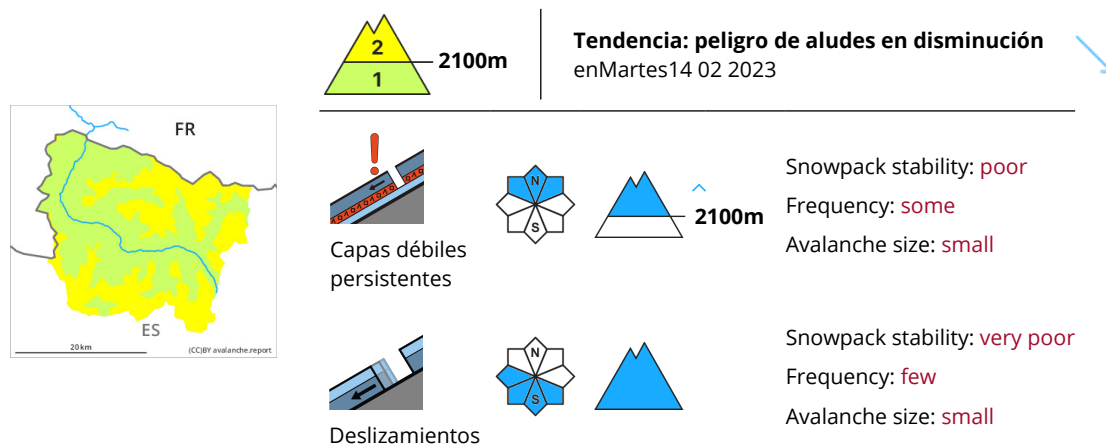 2
1
2100m
Tendencia: peligro de aludes en disminución
enMartes14 02 2023
FR
ES
20 km
(CC)BY avalanche.report
N
S
2100m
Capas débiles
persistentes
Snowpack stability: poor
Frequency: some
Avalanche size: small
N
S
Deslizamientos
Snowpack stability: very poor
Frequency: few
Avalanche size: small